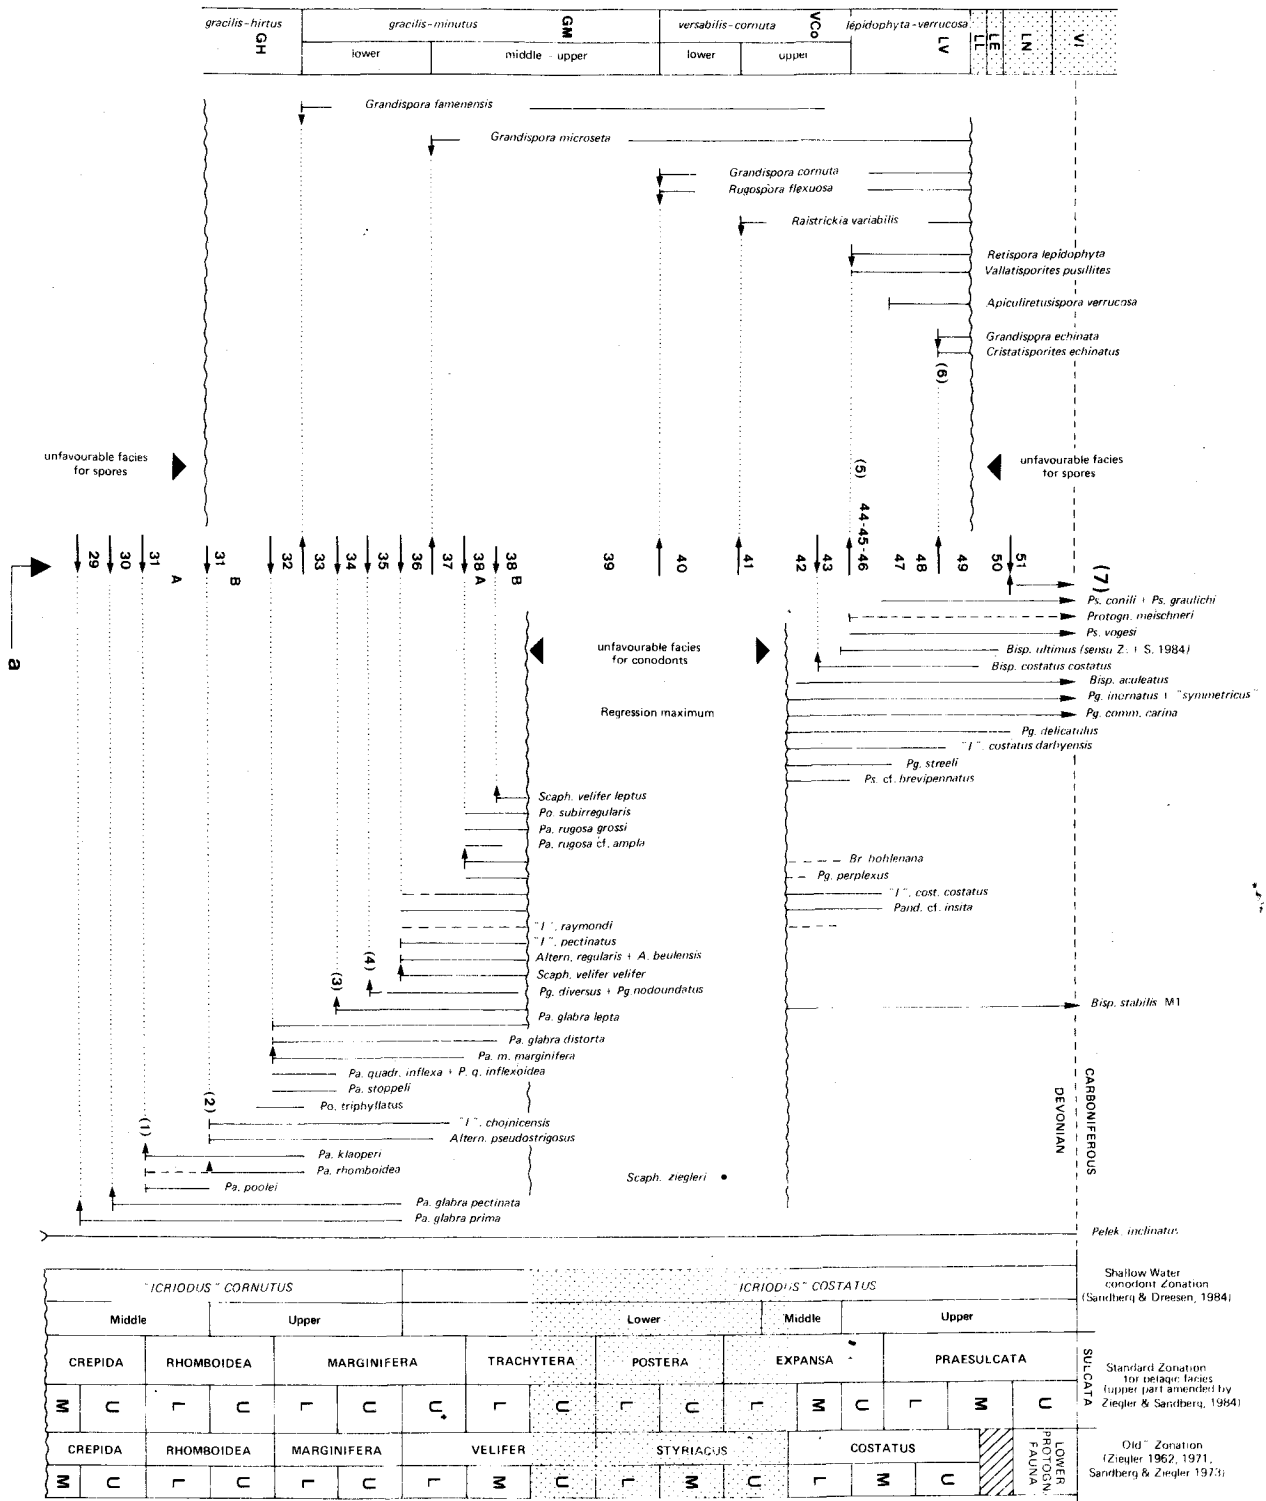 gracilis-hirtus
GH
gracilis-minutus
GM
lower
middle - upper
versabilis-cornuta
VCo
lower
upper
lepidophyta-verrucosa
LV
LL
LE
LN
VI
Grandispora famenensis
Grandispora microseta
Grandispora cornuta
Rugospora flexuosa
Raistrickia variabilis
Retispora lepidophyta
Vallatisporites pusillites
Apiculiretusispora verrucosa
Grandispora echinata
Cristatisporites echinatus
(6)
unfavourable facies
for spores
(5)
unfavourable facies
for spores
a
29
30
31 A
31 B
32
33
34
35
36
37
38A
38B
39
40
41
42
43
44-45-46
47
48
49
50
51
(7)
Ps. conili + Ps. graulichi
Protogn. meischneri
Ps. vogesi
Bisp. ultimus (sensu Z. + S. 1984)
Bisp. costatus costatus
Bisp. aculeatus
Pg. inornatus + "symmetricus"
Pg. comm. carina
Pg. delicatulus
"I". costatus darbyensis
Pg. streeli
Ps. cf. brevipennatus
unfavourable facies
for conodonts
Regression maximum
Scaph. velifer leptus
Po. subirregularis
Pa. rugosa grossi
Pa. rugosa cf. ampla
Br. bohlenana
Pg. perplexus
"I". cost. costatus
Pand. cf. insita
"I". raymondi
"I". pectinatus
Altern. regularis + A. beulensis
Scaph. velifer velifer
(4)
Pg. diversus + Pg. nodoundatus
(3)
Pa. glabra lepta
Bisp. stabilis M1
Pa. glabra distorta
Pa. m. marginifera
Pa. quadr. inflexa + P. q. inflexoidea
Pa. stoppeli
Po. triphyllatus
(2)
"I". chojnicensis
Altern. pseudostrigosus
(1)
Pa. klapperi
Pa. rhomboidea
Pa. poolei
Pa. glabra pectinata
Pa. glabra prima
Scaph. ziegleri
DEVONIAN
CARBONIFEROUS
Pelek. inclinatus
"ICRIODUS" CORNUTUS
"ICRIODUS" COSTATUS
Shallow Water
conodont Zonation
(Sandberg & Dreesen, 1984)
Middle
Upper
Lower
Middle
Upper
CREPIDA
RHOMBOIDEA
MARGINIFERA
TRACHYTERA
POSTERA
EXPANSA
PRAESULCATA
SULCATA
Standard Zonation
for pelagic facies
(upper part amended by
Ziegler & Sandberg, 1984)
M U L U L U U+ L U L U L M U L M U
CREPIDA
RHOMBOIDEA
MARGINIFERA
VELIFER
STYRIACUS
COSTATUS
LOWER
PROTOGN.
FAUNA
"Old" Zonation
(Ziegler 1962, 1971,
Sandberg & Ziegler 1973)
M U L U L U L M U L M U L M U